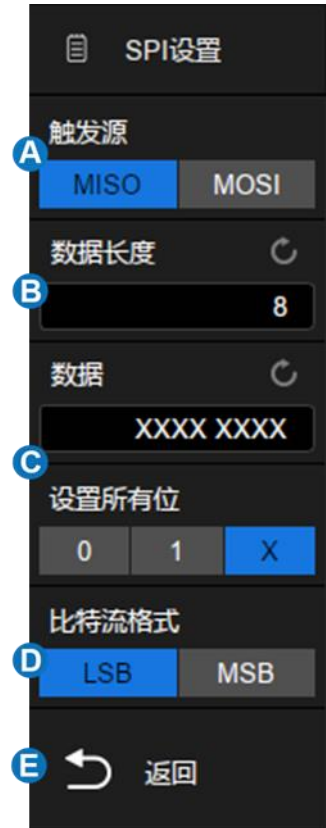 SPI设置
触发源
A
MISO MOSI
数据长度
B
8
数据
XXXX XXXX
C
设置所有位
0 1 X
比特流格式
D
LSB MSB
E
返回